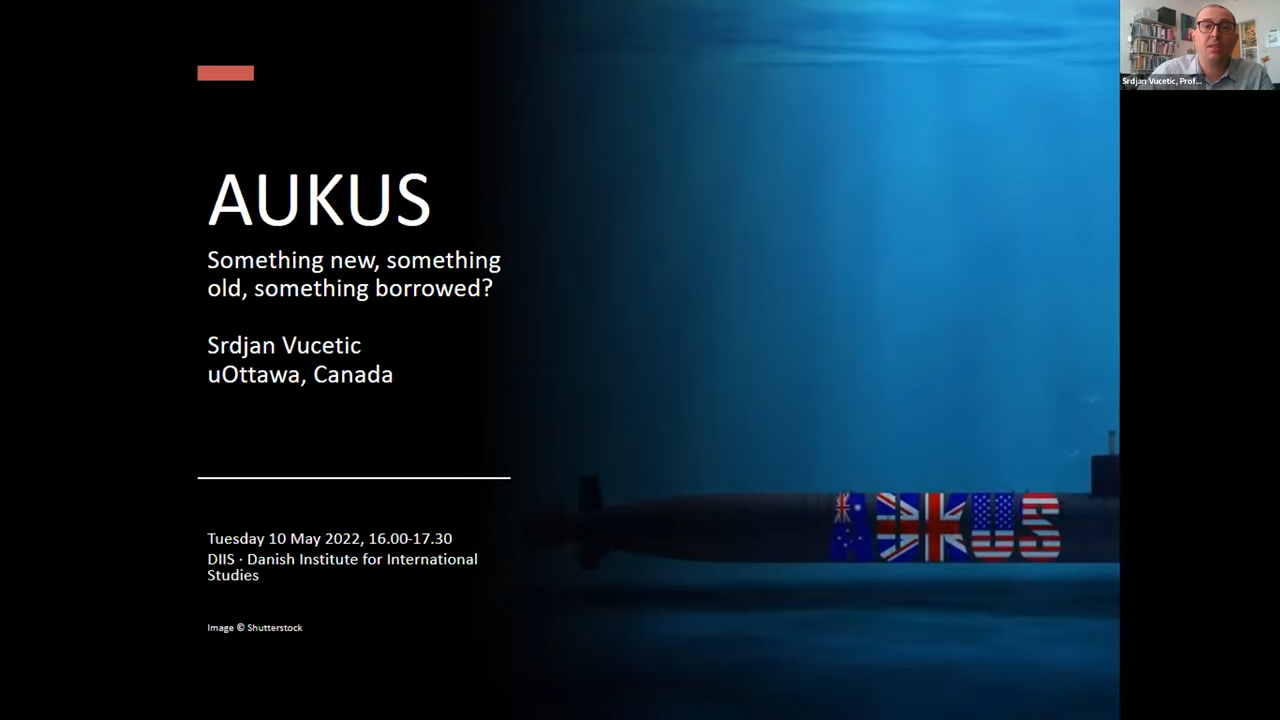 AUKUS
Something new, something
old, something borrowed?
Srdjan Vucetic
uOttawa, Canada
Tuesday 10 May 2022, 16.00-17.30
DIIS · Danish Institute for International
Studies
Image © Shutterstock
AUKUS
Srdjan Vucetic, Prof...